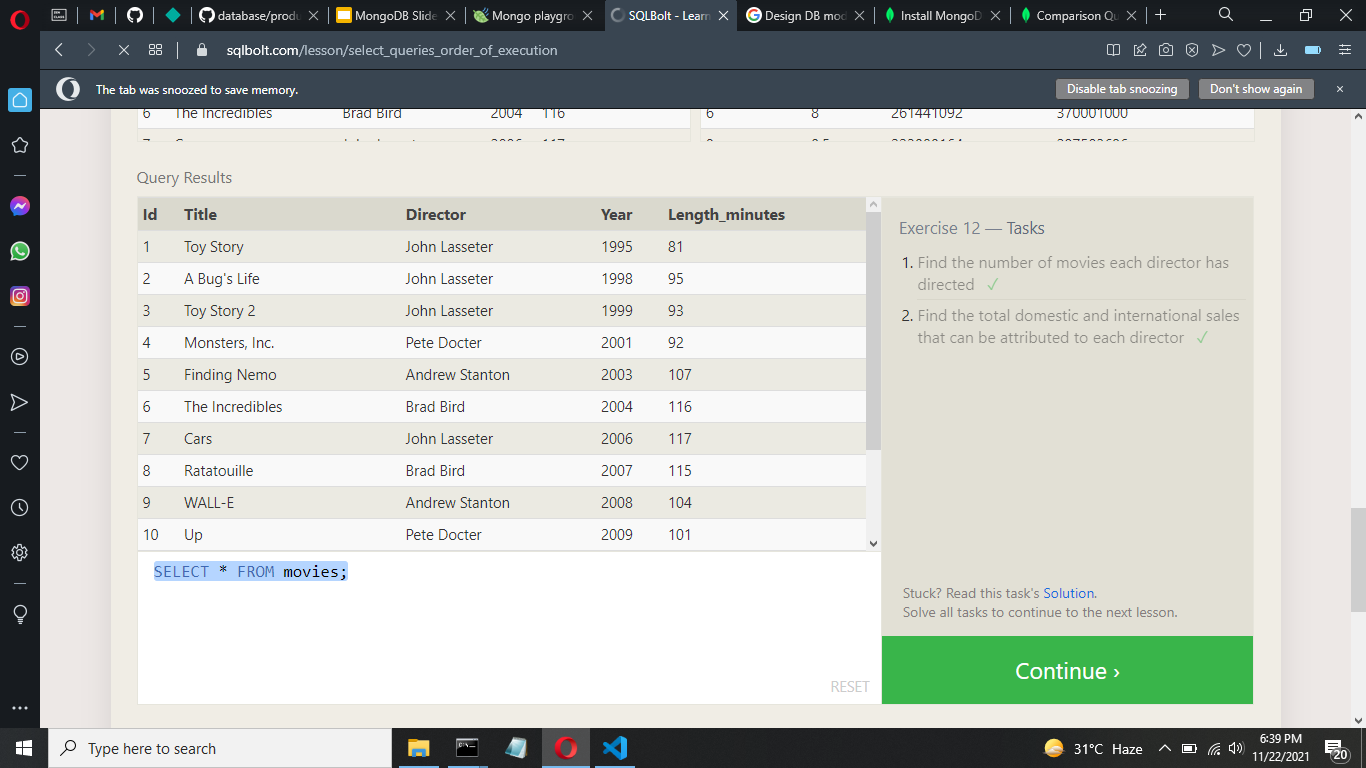 database/produ
MongoDB Slide
Mongo playgro
SQLBolt - Learn
Design DB mod
Install MongoD
Comparison Qu
sqlbolt.com/lesson/select_queries_order_of_execution
The tab was snoozed to save memory.
Disable tab snoozing
Don't show again
6 The Incredibles Brad Bird 2004 116
6 8 261441092 370001000
Query Results
Id Title Director Year Length_minutes
1 Toy Story John Lasseter 1995 81
2 A Bug's Life John Lasseter 1998 95
3 Toy Story 2 John Lasseter 1999 93
4 Monsters, Inc. Pete Docter 2001 92
5 Finding Nemo Andrew Stanton 2003 107
6 The Incredibles Brad Bird 2004 116
7 Cars John Lasseter 2006 117
8 Ratatouille Brad Bird 2007 115
9 WALL-E Andrew Stanton 2008 104
10 Up Pete Docter 2009 101
SELECT * FROM movies;
RESET
Exercise 12 — Tasks
1. Find the number of movies each director has
directed ✓
2. Find the total domestic and international sales
that can be attributed to each director ✓
Stuck? Read this task's Solution.
Solve all tasks to continue to the next lesson.
Continue ›
Type here to search
31°C Haze
6:39 PM
11/22/2021
20